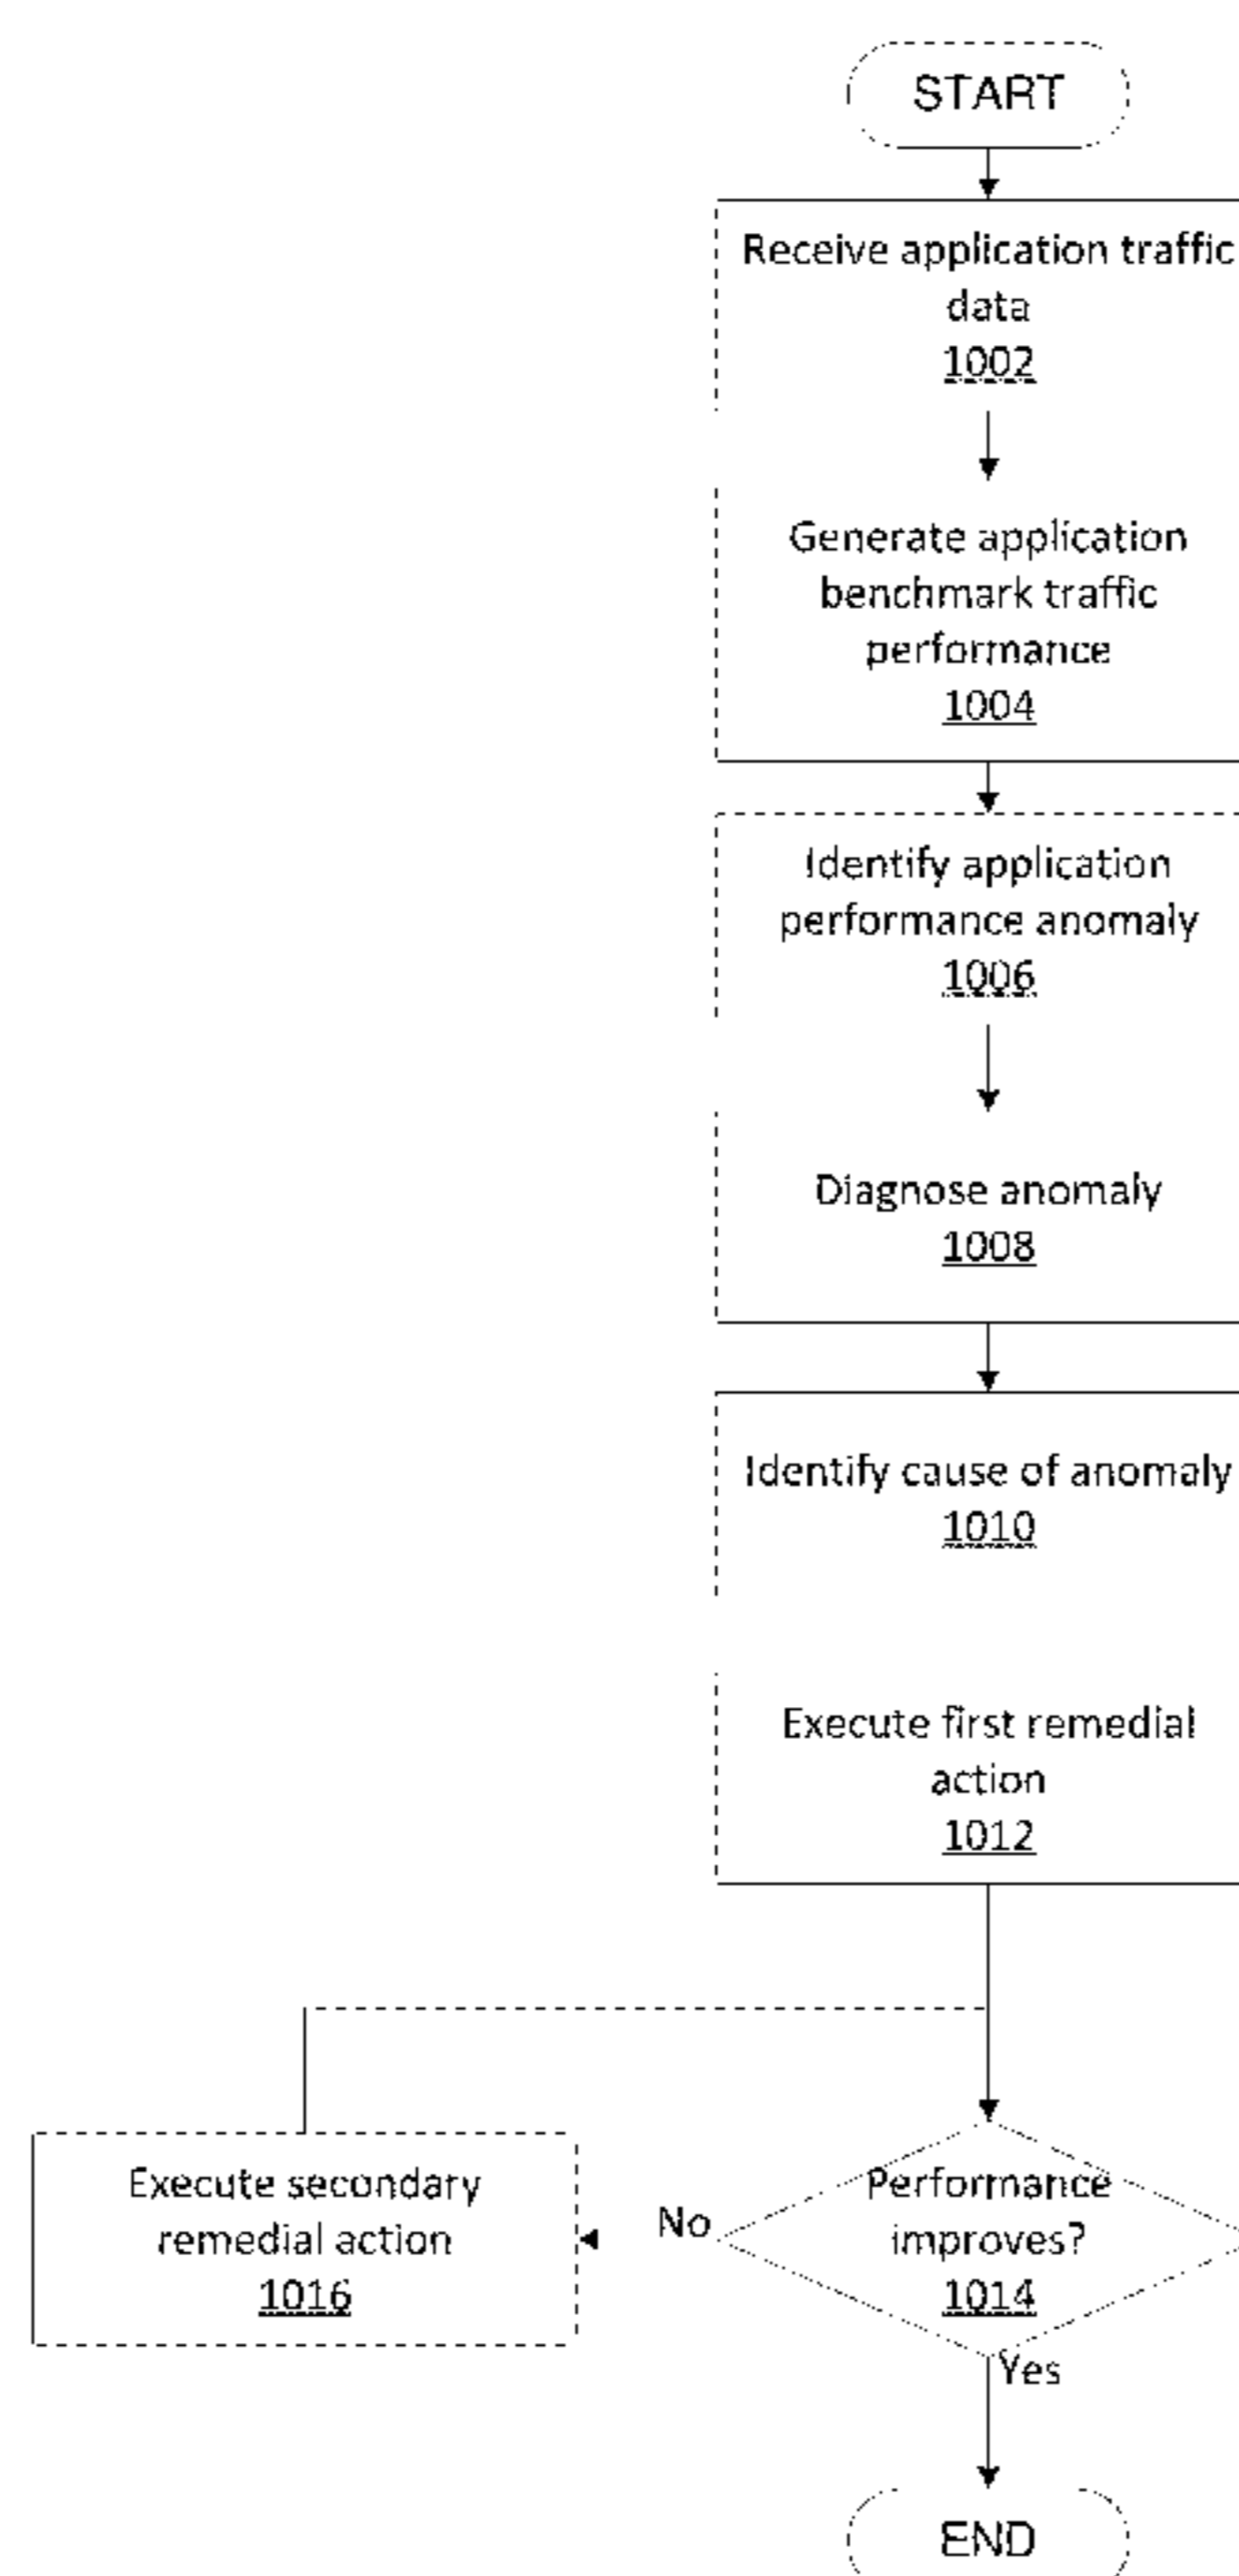 START
Receive application traffic
data
1002
Generate application
benchmark traffic
performance
1004
Identify application
performance anomaly
1006
Diagnose anomaly
1008
Identify cause of anomaly
1010
Execute first remedial
action
1012
Execute secondary
remedial action
1016
No
Performance
improves?
1014
Yes
END